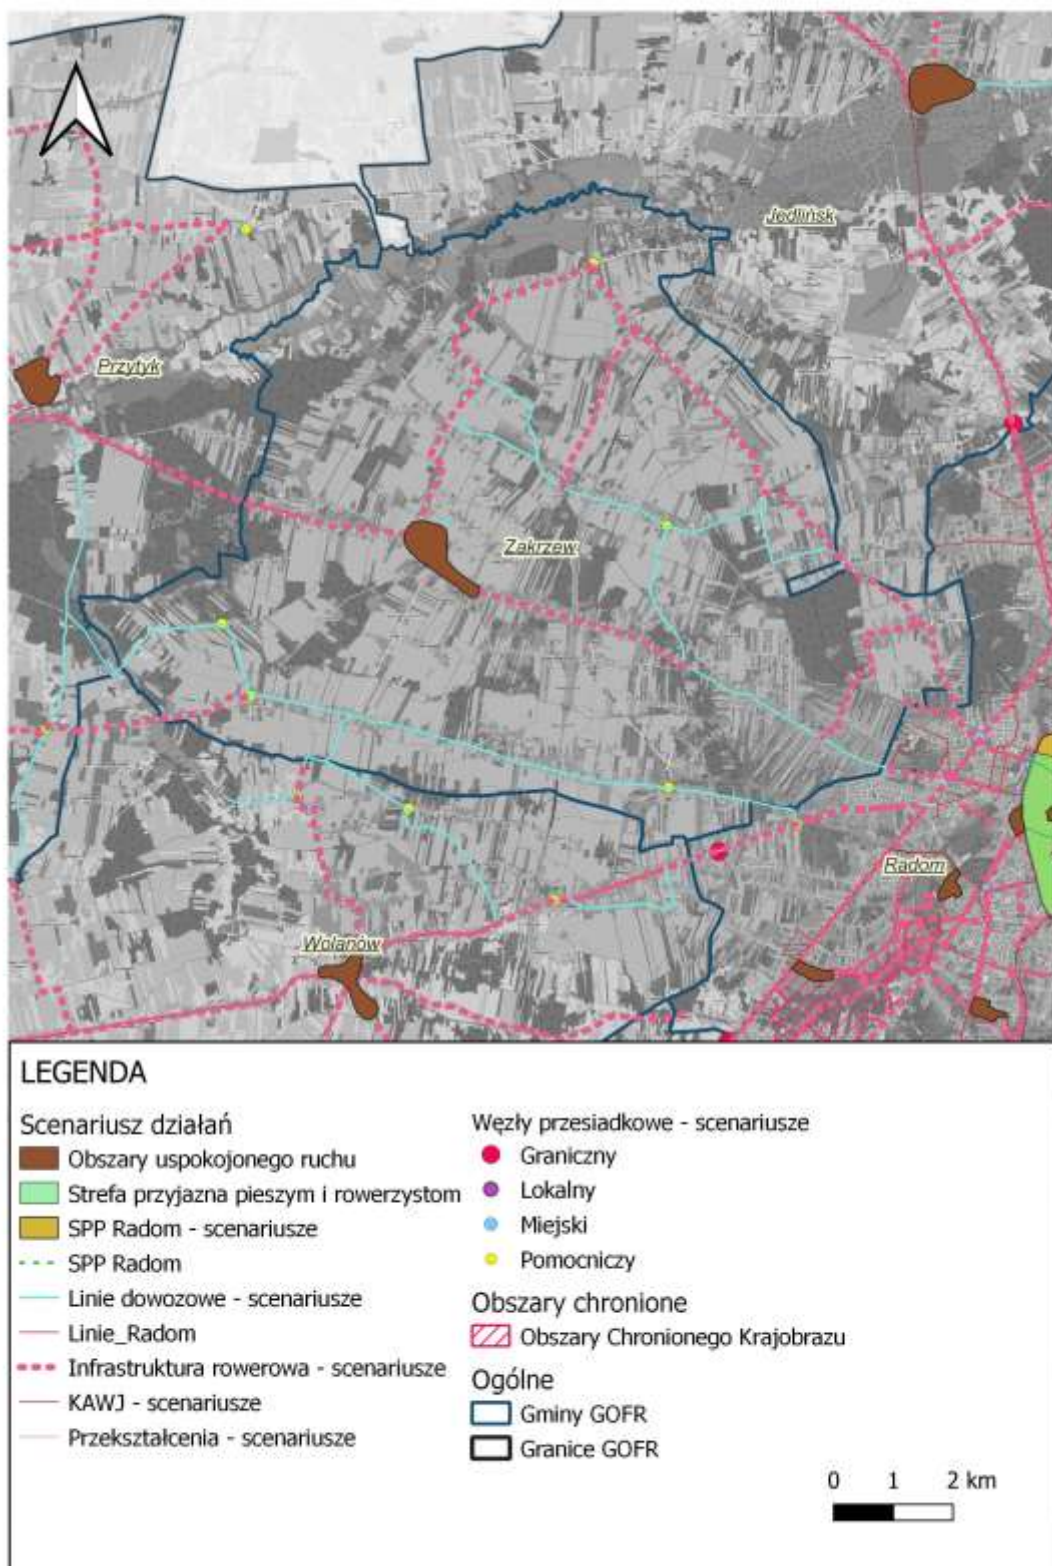 Jedlińsk
Przytyk
Zakrzew
Radom
Wolanów
LEGENDA
Scenariusz działań
Obszary uspokojonego ruchu
Strefa przyjazna pieszym i rowerzystom
SPP Radom - scenariusze
SPP Radom
Linie dowozowe - scenariusze
Linie_Radom
Infrastruktura rowerowa - scenariusze
KAWJ - scenariusze
Przekształcenia - scenariusze
Węzły przesiadkowe - scenariusze
Graniczny
Lokalny
Miejski
Pomocniczy
Obszary chronione
Obszary Chronionego Krajobrazu
Ogólne
Gminy GOFR
Granice GOFR
0 1 2 km